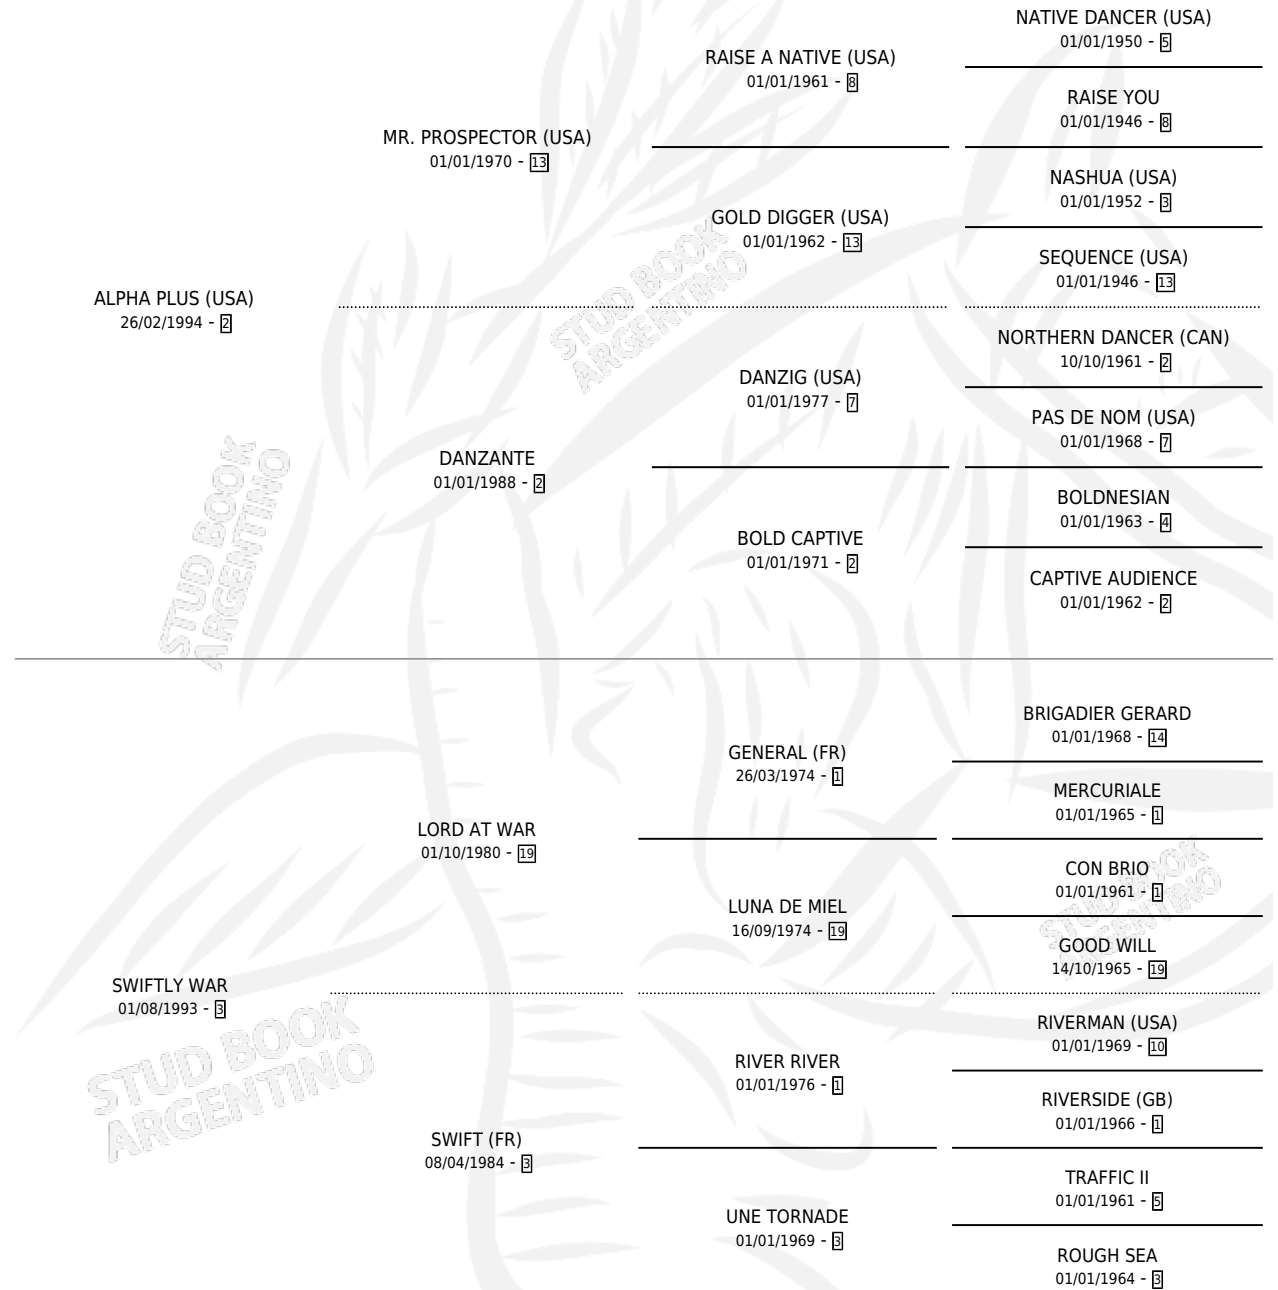 NATIVE DANCER (USA)
01/01/1950 - 5
RAISE A NATIVE (USA)
01/01/1961 - 8
RAISE YOU
01/01/1946 - 8
MR. PROSPECTOR (USA)
01/01/1970 - 13
NASHUA (USA)
01/01/1952 - 3
GOLD DIGGER (USA)
01/01/1962 - 13
SEQUENCE (USA)
01/01/1946 - 13
ALPHA PLUS (USA)
26/02/1994 - 2
STUD BOOK
ARGENTINO
NORTHERN DANCER (CAN)
10/10/1961 - 2
DANZIG (USA)
01/01/1977 - 7
PAS DE NOM (USA)
01/01/1968 - 7
DANZANTE
01/01/1988 - 2
BOLDNESIAN
01/01/1963 - 4
BOLD CAPTIVE
01/01/1971 - 2
CAPTIVE AUDIENCE
01/01/1962 - 2
STUD BOOK
ARGENTINO
BRIGADIER GERARD
01/01/1968 - 14
GENERAL (FR)
26/03/1974 - 1
MERCURIALE
01/01/1965 - 1
LORD AT WAR
01/10/1980 - 19
CON BRIO
01/01/1961 - 1
LUNA DE MIEL
16/09/1974 - 19
STUD BOOK
ARGENTINO
GOOD WILL
14/10/1965 - 19
SWIFTLY WAR
01/08/1993 - 3
STUD BOOK
ARGENTINO
RIVERMAN (USA)
01/01/1969 - 10
RIVER RIVER
01/01/1976 - 1
RIVERSIDE (GB)
01/01/1966 - 1
SWIFT (FR)
08/04/1984 - 3
TRAFFIC II
01/01/1961 - 5
UNE TORNADE
01/01/1969 - 3
ROUGH SEA
01/01/1964 - 3